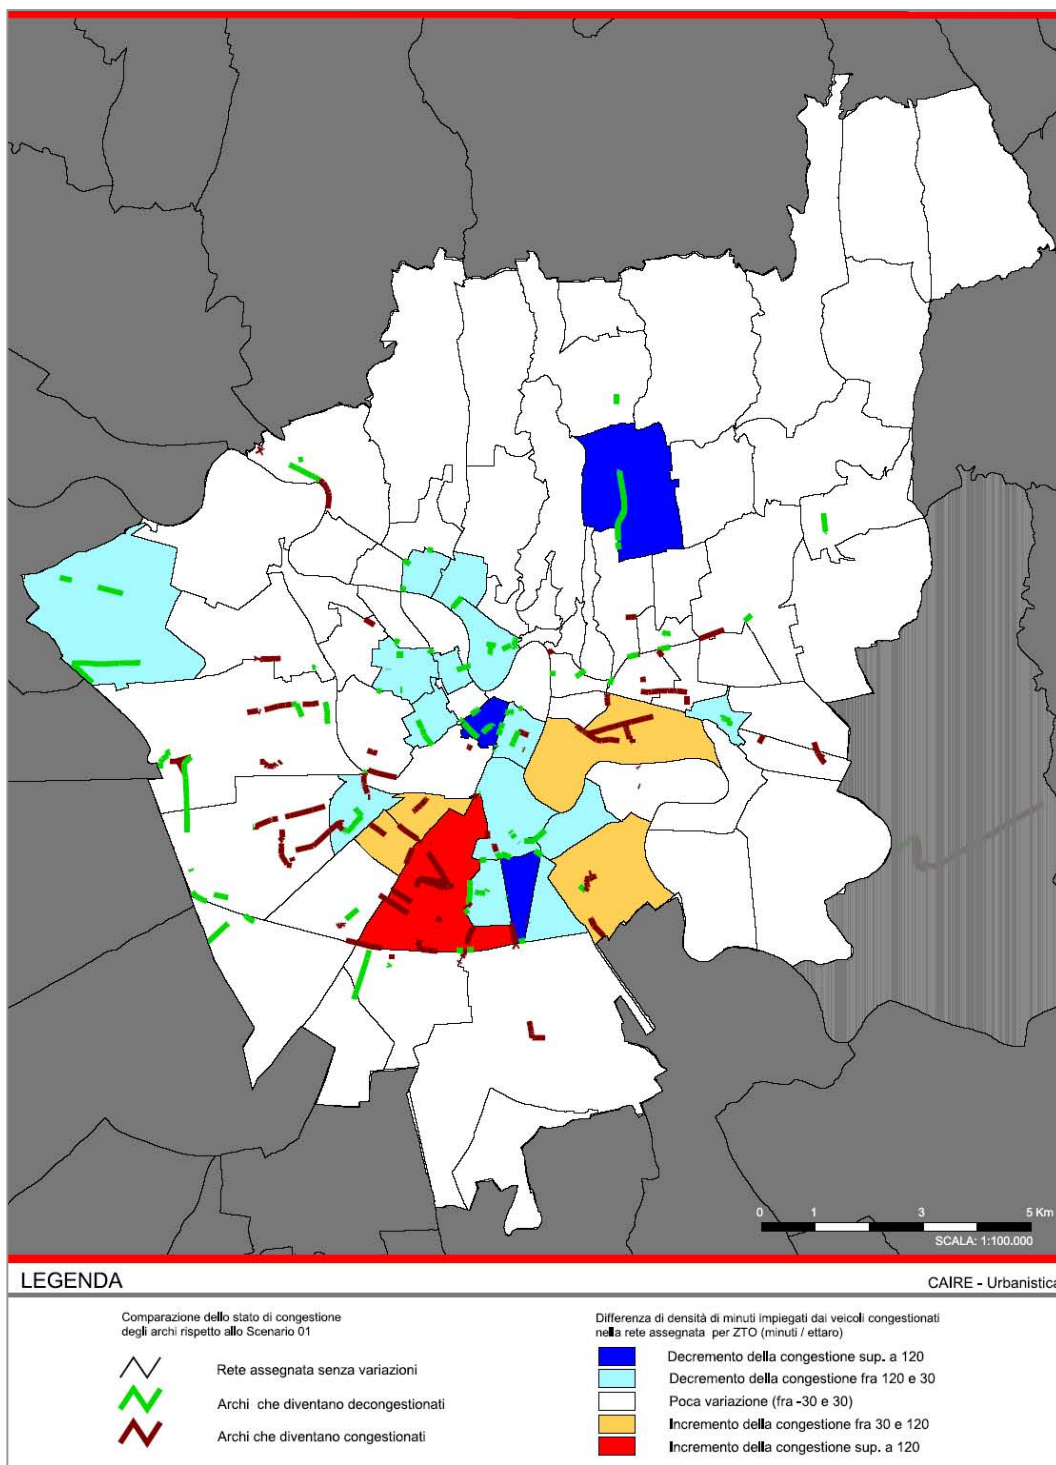 0 1 3 5 Km
SCALA: 1:100.000
LEGENDA
CAIRE - Urbanistica
Comparazione dello stato di congestione
degli archi rispetto allo Scenario 01
Rete assegnata senza variazioni
Archi che diventano decongestionati
Archi che diventano congestionati
Differenza di densità di minuti impiegati dai veicoli congestionati
nella rete assegnata per ZTO (minuti / ettaro)
Decremento della congestione sup. a 120
Decremento della congestione fra 120 e 30
Poca variazione (fra -30 e 30)
Incremento della congestione fra 30 e 120
Incremento della congestione sup. a 120